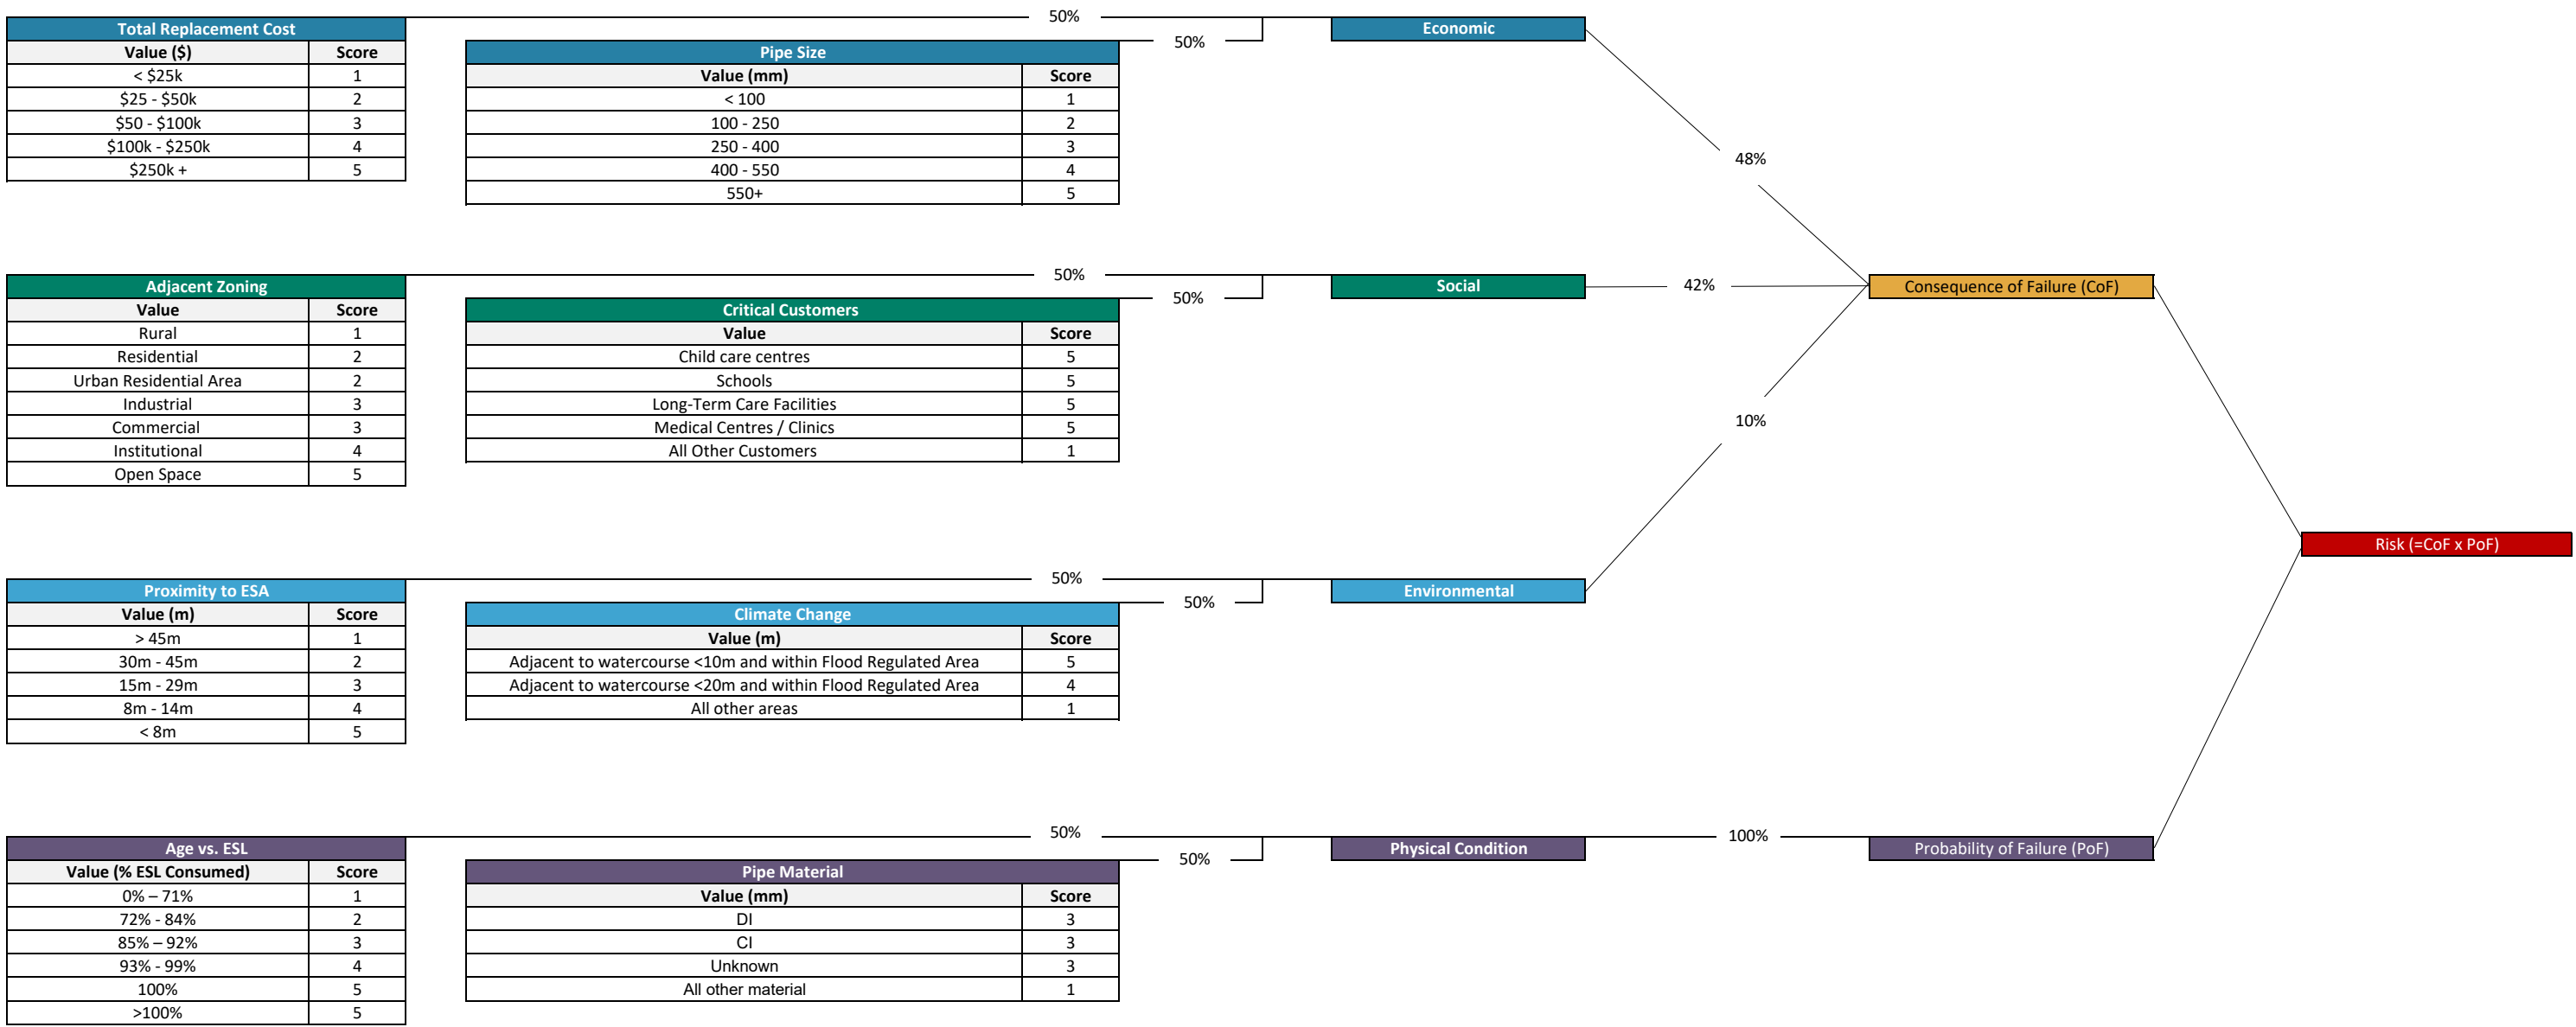 Total Replacement Cost
Value ($) Score
< $25k 1
$25 - $50k 2
$50 - $100k 3
$100k - $250k 4
$250k + 5
50%
50%
Pipe Size
Value (mm) Score
< 100 1
100 - 250 2
250 - 400 3
400 - 550 4
550+ 5
Economic
48%
Adjacent Zoning
Value Score
Rural 1
Residential 2
Urban Residential Area 2
Industrial 3
Commercial 3
Institutional 4
Open Space 5
50%
50%
Critical Customers
Value Score
Child care centres 5
Schools 5
Long-Term Care Facilities 5
Medical Centres / Clinics 5
All Other Customers 1
Social
42%
Consequence of Failure (CoF)
10%
Risk (=CoF x PoF)
Proximity to ESA
Value (m) Score
> 45m 1
30m - 45m 2
15m - 29m 3
8m - 14m 4
< 8m 5
50%
50%
Climate Change
Value (m) Score
Adjacent to watercourse <10m and within Flood Regulated Area 5
Adjacent to watercourse <20m and within Flood Regulated Area 4
All other areas 1
Environmental
Age vs. ESL
Value (% ESL Consumed) Score
0% – 71% 1
72% - 84% 2
85% – 92% 3
93% - 99% 4
100% 5
>100% 5
50%
50%
Pipe Material
Value (mm) Score
DI 3
CI 3
Unknown 3
All other material 1
Physical Condition
100%
Probability of Failure (PoF)